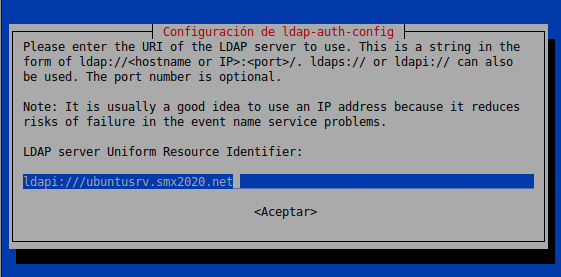 Configuración de ldap-auth-config
Please enter the URI of the LDAP server to use. This is a string in the
form of ldap://<hostname or IP>:<port>/. ldaps:// or ldapi:// can also
be used. The port number is optional.
Note: It is usually a good idea to use an IP address because it reduces
risks of failure in the event name service problems.
LDAP server Uniform Resource Identifier:
ldapi:///ubuntusrv.smx2020.net
<Aceptar>